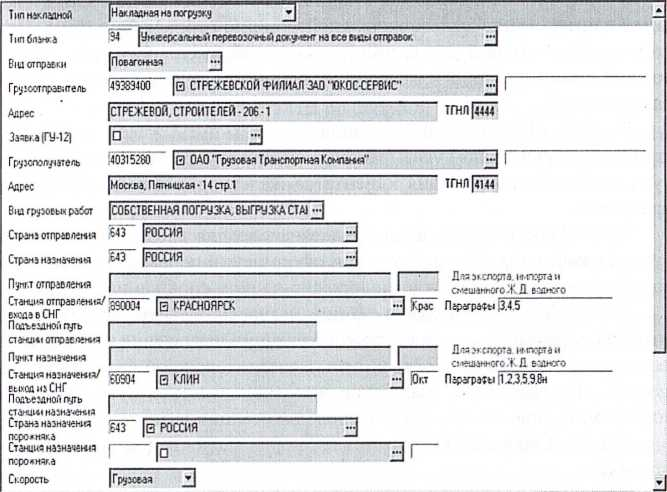 Тип накладной Накладная на погрузку
Тип бланка 94 Универсальный перевозочный документ на все виды отправок ...
Вид отправки Повагонная ...
Грузоотправитель 49389400 СТРЕЖЕВСКОЙ ФИЛИАЛ ЗАО "ЮКОС-СЕРВИС" ...
Адрес СТРЕЖЕВОЙ, СТРОИТЕЛЕЙ - 206 - 1 ТГНЛ 4444
Заявка (ГУ-12) ...
Грузополучатель 40315280 ОАО "Грузовая Транспортная Компания" ...
Адрес Москва, Пятницкая - 14 стр.1 ТГНЛ 4144
Вид грузовых работ СОБСТВЕННАЯ ПОГРУЗКА, ВЫГРУЗКА СТАН ...
Страна отправления 643 РОССИЯ ...
Страна назначения 643 РОССИЯ ...
Пункт отправления Для экспорта, импорта и
смешанного Ж.Д. водного
Станция отправления/
входа в СНГ 890004 КРАСНОЯРСК ... Крас Параграфы 3,4,5
Подъездной путь
станции отправления
Пункт назначения Для экспорта, импорта и
смешанного Ж.Д. водного
Станция назначения/
выход из СНГ 60904 КЛИН ... Окт Параграфы 1,2,3,5,9,8н
Подъездной путь
станции назначения
Страна назначения
порожняка 643 РОССИЯ ...
Станция назначения
порожняка ...
Скорость Грузовая